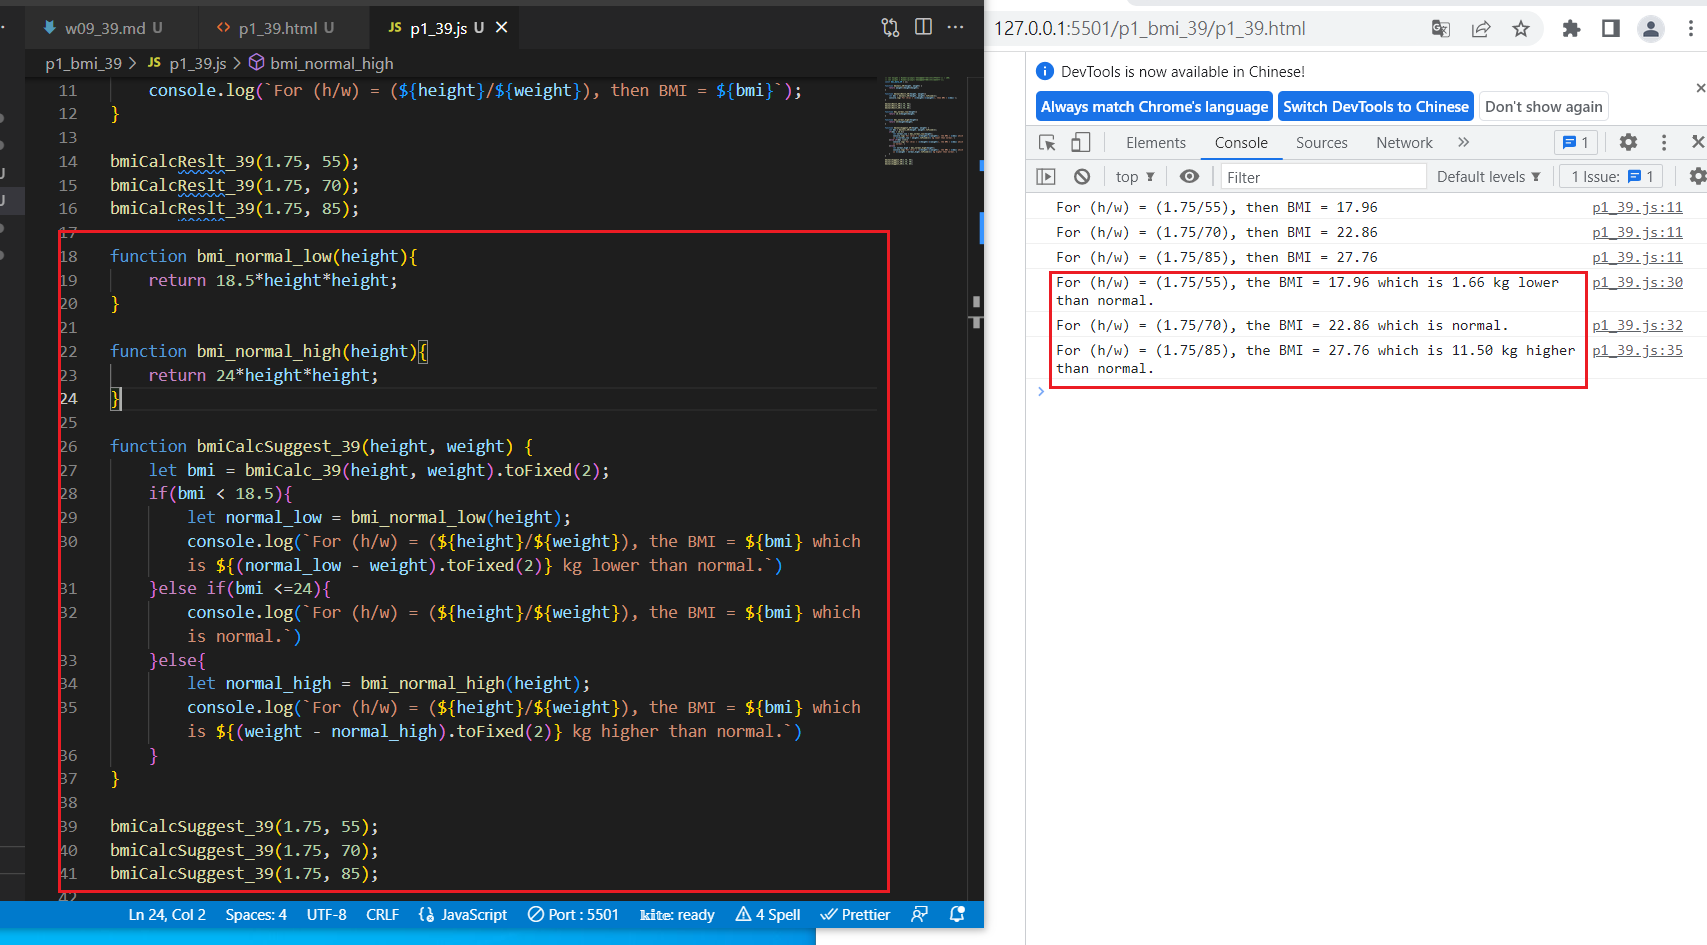 w09_39.md U
p1_39.html U
JS p1_39.js U
p1_bmi_39 > JS p1_39.js > bmi_normal_high
11 console.log(`For (h/w) = (${height}/${weight}), then BMI = ${bmi}`);
12 }
13
14 bmiCalcReslt_39(1.75, 55);
15 bmiCalcReslt_39(1.75, 70);
16 bmiCalcReslt_39(1.75, 85);
17
18 function bmi_normal_low(height){
19 return 18.5*height*height;
20 }
21
22 function bmi_normal_high(height){
23 return 24*height*height;
24 }
25
26 function bmiCalcSuggest_39(height, weight) {
27 let bmi = bmiCalc_39(height, weight).toFixed(2);
28 if(bmi < 18.5){
29 let normal_low = bmi_normal_low(height);
30 console.log(`For (h/w) = (${height}/${weight}), the BMI = ${bmi} which
is ${(normal_low - weight).toFixed(2)} kg lower than normal.`)
31 }else if(bmi <=24){
32 console.log(`For (h/w) = (${height}/${weight}), the BMI = ${bmi} which
is normal.`)
33 }else{
34 let normal_high = bmi_normal_high(height);
35 console.log(`For (h/w) = (${height}/${weight}), the BMI = ${bmi} which
is ${(weight - normal_high).toFixed(2)} kg higher than normal.`)
36 }
37 }
38
39 bmiCalcSuggest_39(1.75, 55);
40 bmiCalcSuggest_39(1.75, 70);
41 bmiCalcSuggest_39(1.75, 85);
42
Ln 24, Col 2 Spaces: 4 UTF-8 CRLF JavaScript Port : 5501 kite: ready 4 Spell Prettier
127.0.0.1:5501/p1_bmi_39/p1_39.html
DevTools is now available in Chinese!
Always match Chrome's language Switch DevTools to Chinese Don't show again
Elements Console Sources Network 1
top Filter Default levels 1 Issue: 1
For (h/w) = (1.75/55), then BMI = 17.96 p1_39.js:11
For (h/w) = (1.75/70), then BMI = 22.86 p1_39.js:11
For (h/w) = (1.75/85), then BMI = 27.76 p1_39.js:11
For (h/w) = (1.75/55), the BMI = 17.96 which is 1.66 kg lower p1_39.js:30
than normal.
For (h/w) = (1.75/70), the BMI = 22.86 which is normal. p1_39.js:32
For (h/w) = (1.75/85), the BMI = 27.76 which is 11.50 kg higher p1_39.js:35
than normal.